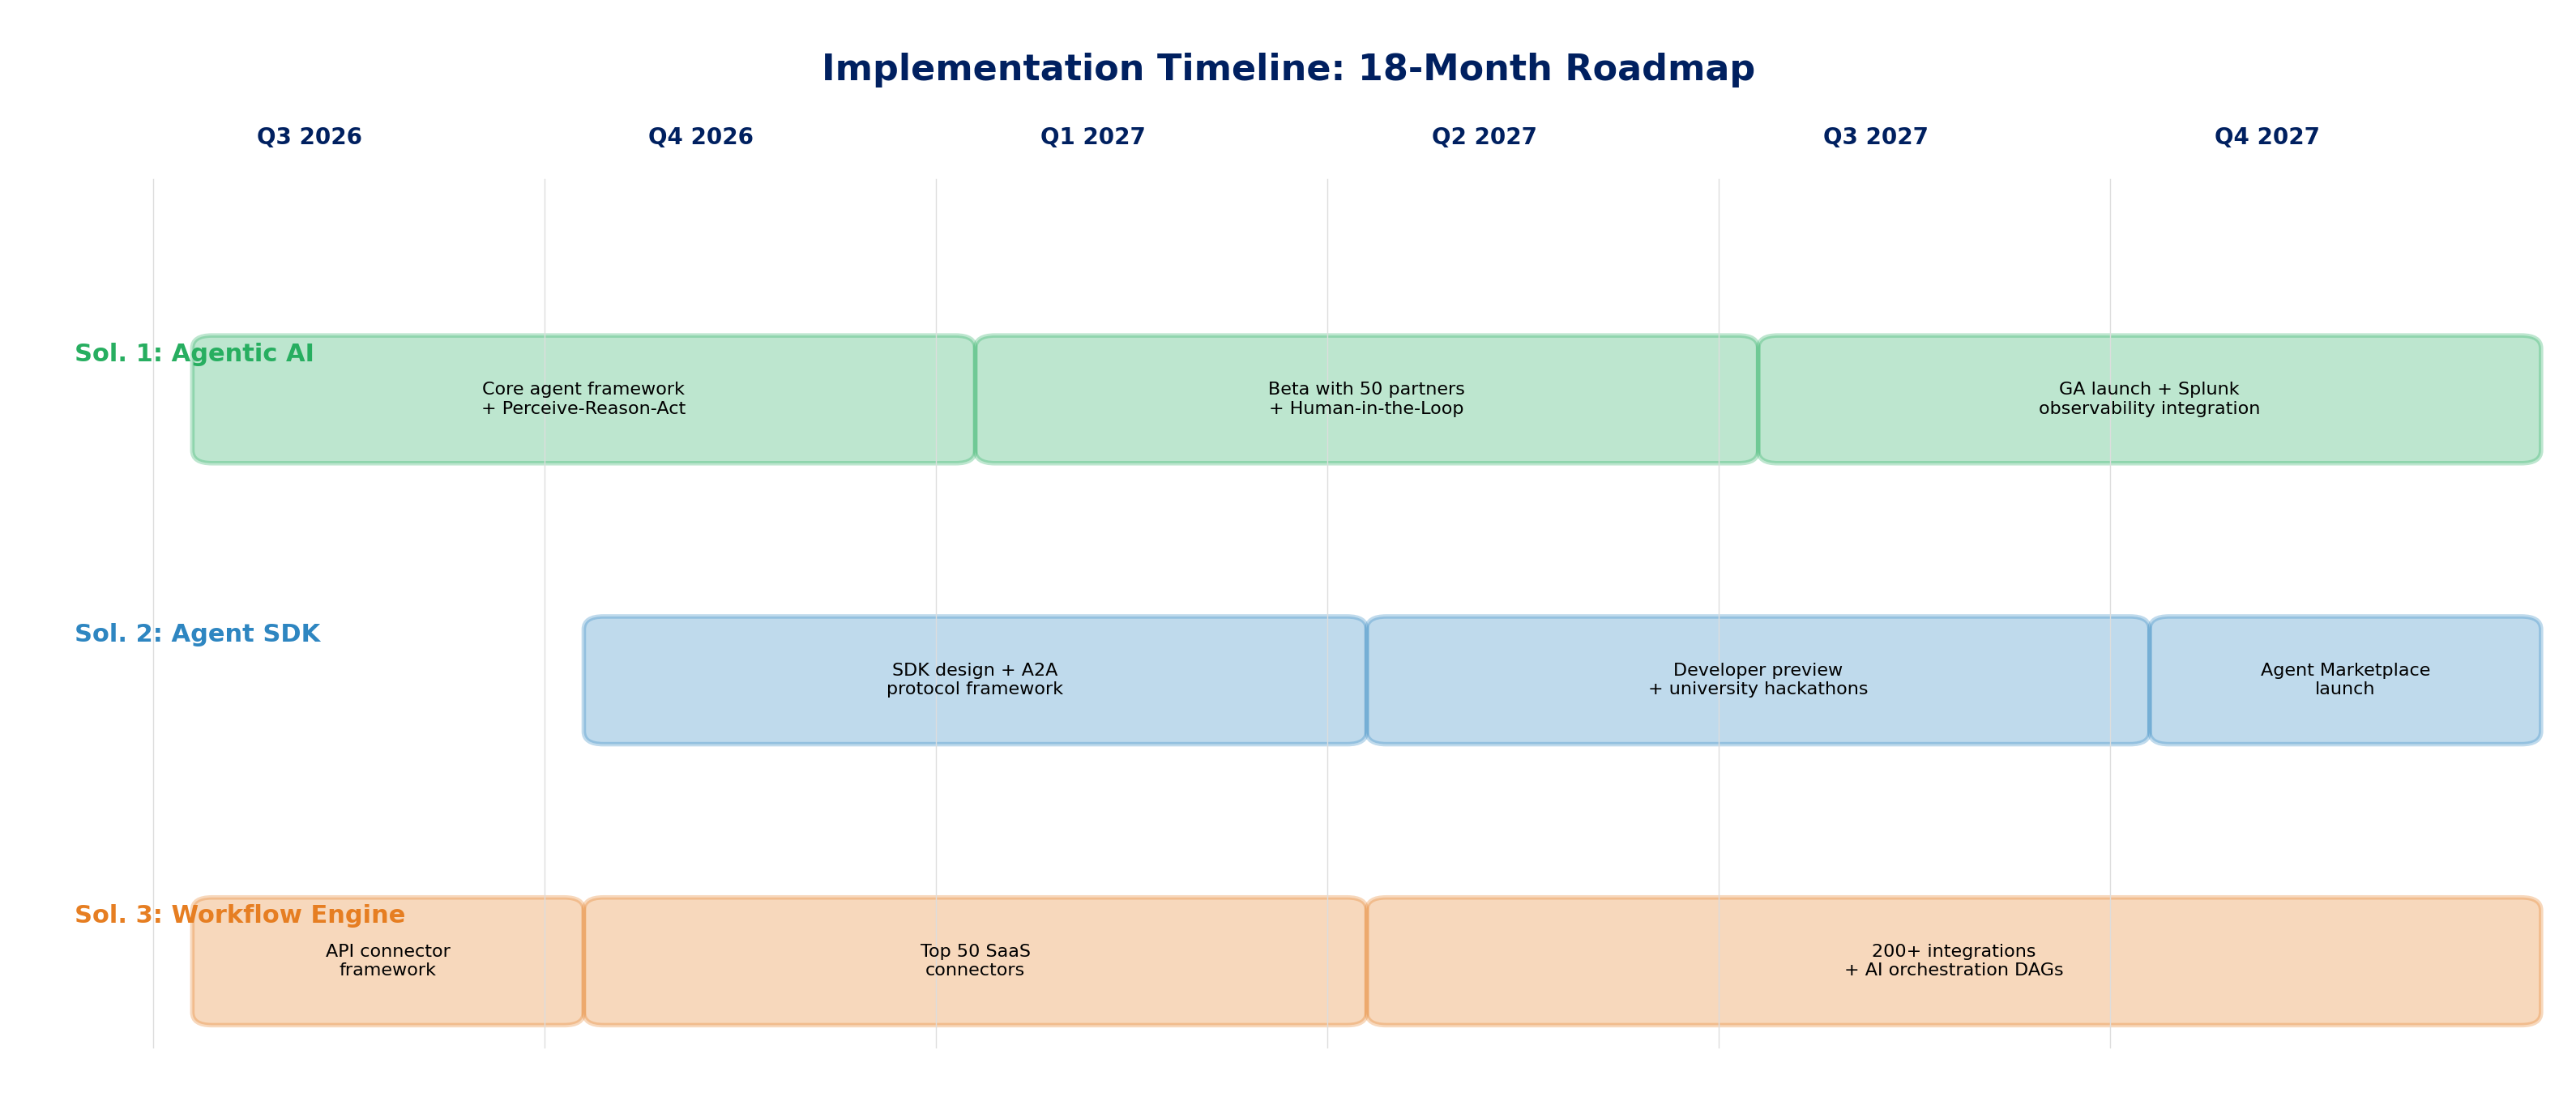 Implementation Timeline: 18-Month Roadmap
Q3 2026
Q4 2026
Q1 2027
Q2 2027
Q3 2027
Q4 2027
Sol. 1: Agentic AI
Core agent framework
+ Perceive-Reason-Act
Beta with 50 partners
+ Human-in-the-Loop
GA launch + Splunk
observability integration
Sol. 2: Agent SDK
SDK design + A2A
protocol framework
Developer preview
+ university hackathons
Agent Marketplace
launch
Sol. 3: Workflow Engine
API connector
framework
Top 50 SaaS
connectors
200+ integrations
+ AI orchestration DAGs